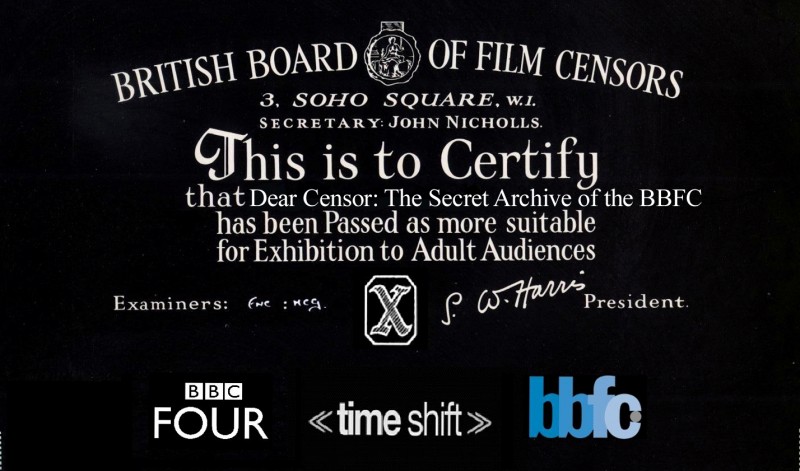 BRITISH BOARD OF FILM CENSORS
3, SOHO SQUARE, W.1.
SECRETARY: JOHN NICHOLLS.
This is to Certify
that Dear Censor: The Secret Archive of the BBFC
has been Passed as more suitable
for Exhibition to Adult Audiences
Examiners: X S. W. Harris President.
BBC
FOUR «time shift» bbfc: